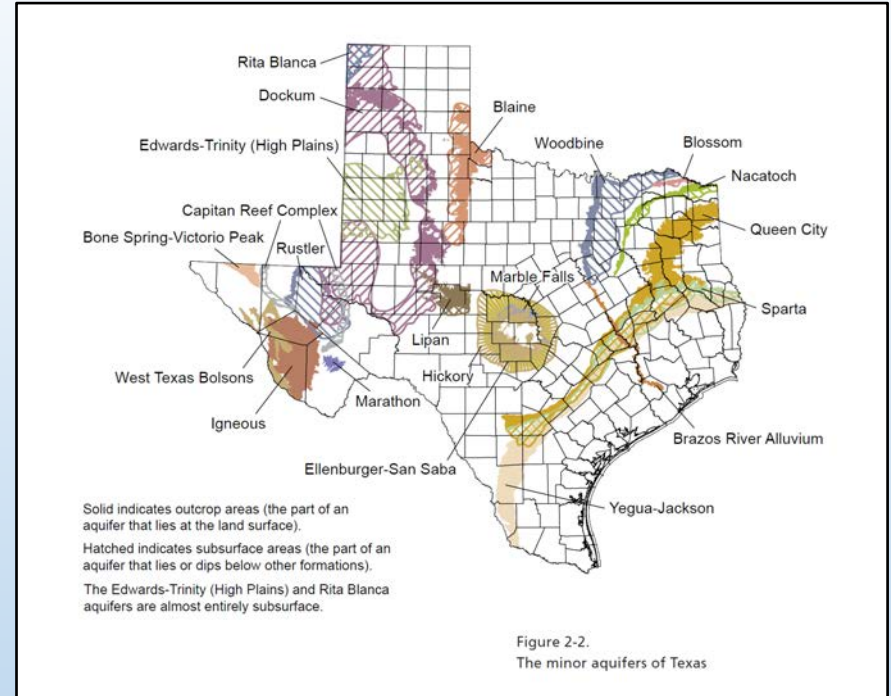 Rita Blanca
Dockum
Blaine
Edwards-Trinity (High Plains)
Woodbine
Blossom
Nacatoch
Capitan Reef Complex
Queen City
Bone Spring-Victorio Peak
Rustler
Marble Falls
Sparta
Lipan
Hickory
West Texas Bolsons
Marathon
Igneous
Brazos River Alluvium
Ellenburger-San Saba
Yegua-Jackson
Solid indicates outcrop areas (the part of an
aquifer that lies at the land surface).
Hatched indicates subsurface areas (the part of an
aquifer that lies or dips below other formations).
The Edwards-Trinity (High Plains) and Rita Blanca
aquifers are almost entirely subsurface.
Figure 2-2.
The minor aquifers of Texas